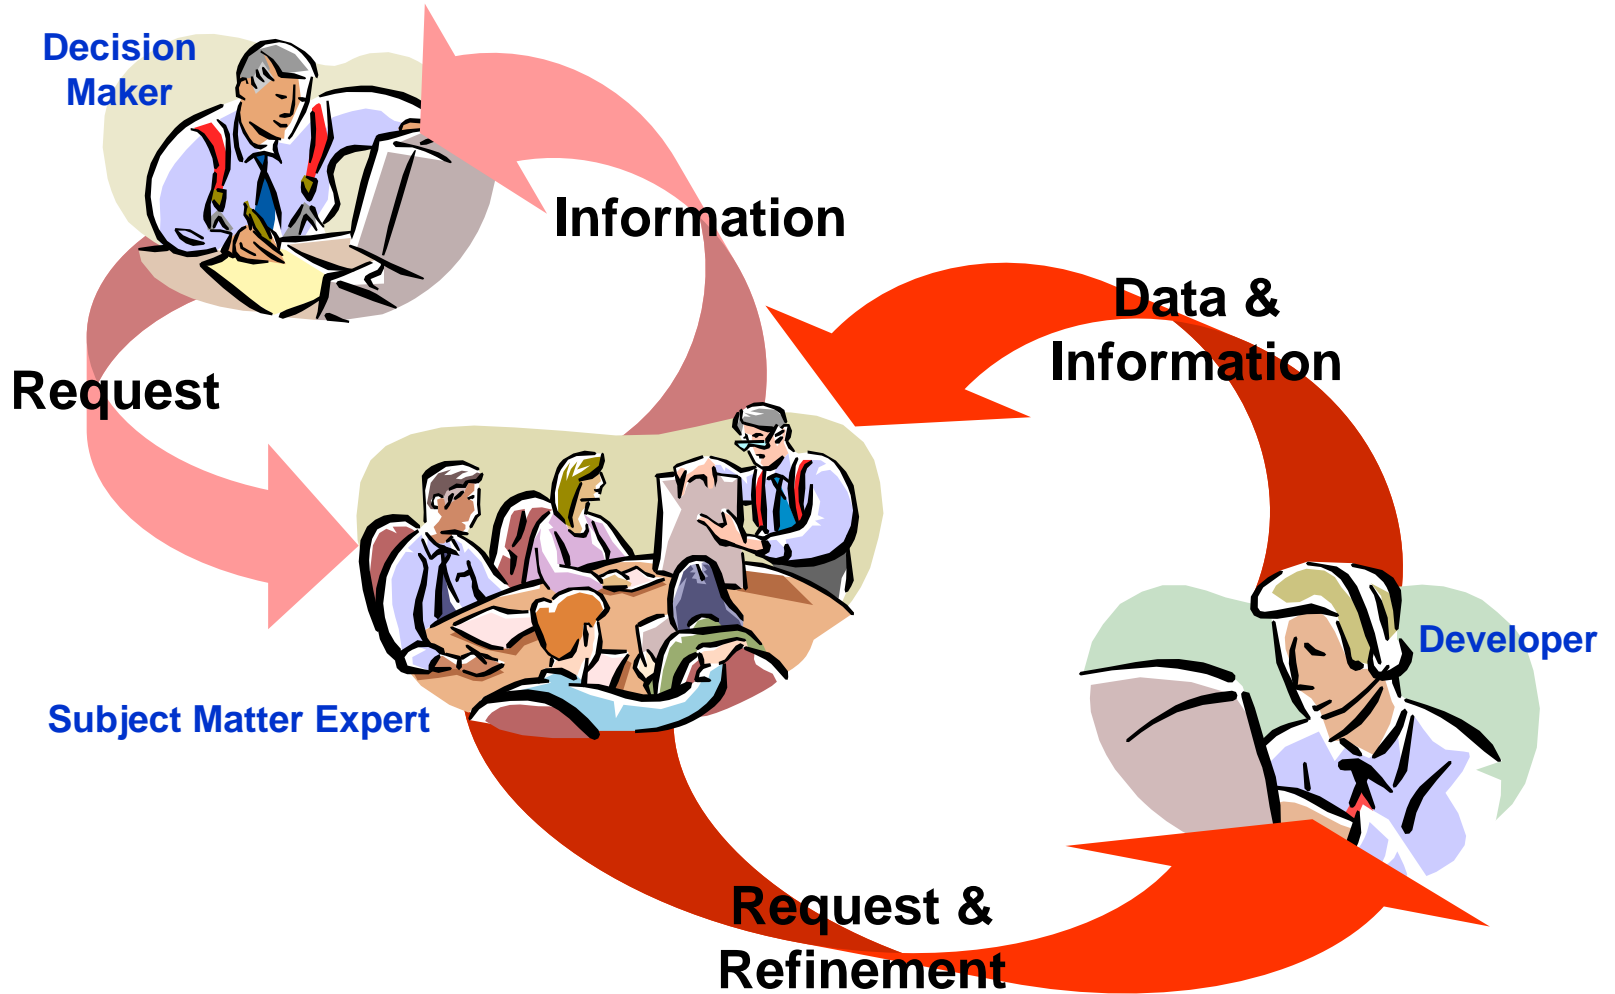 Decision
Maker
Information
Data &
Information
Request
Developer
Subject Matter Expert
Request &
Refinement